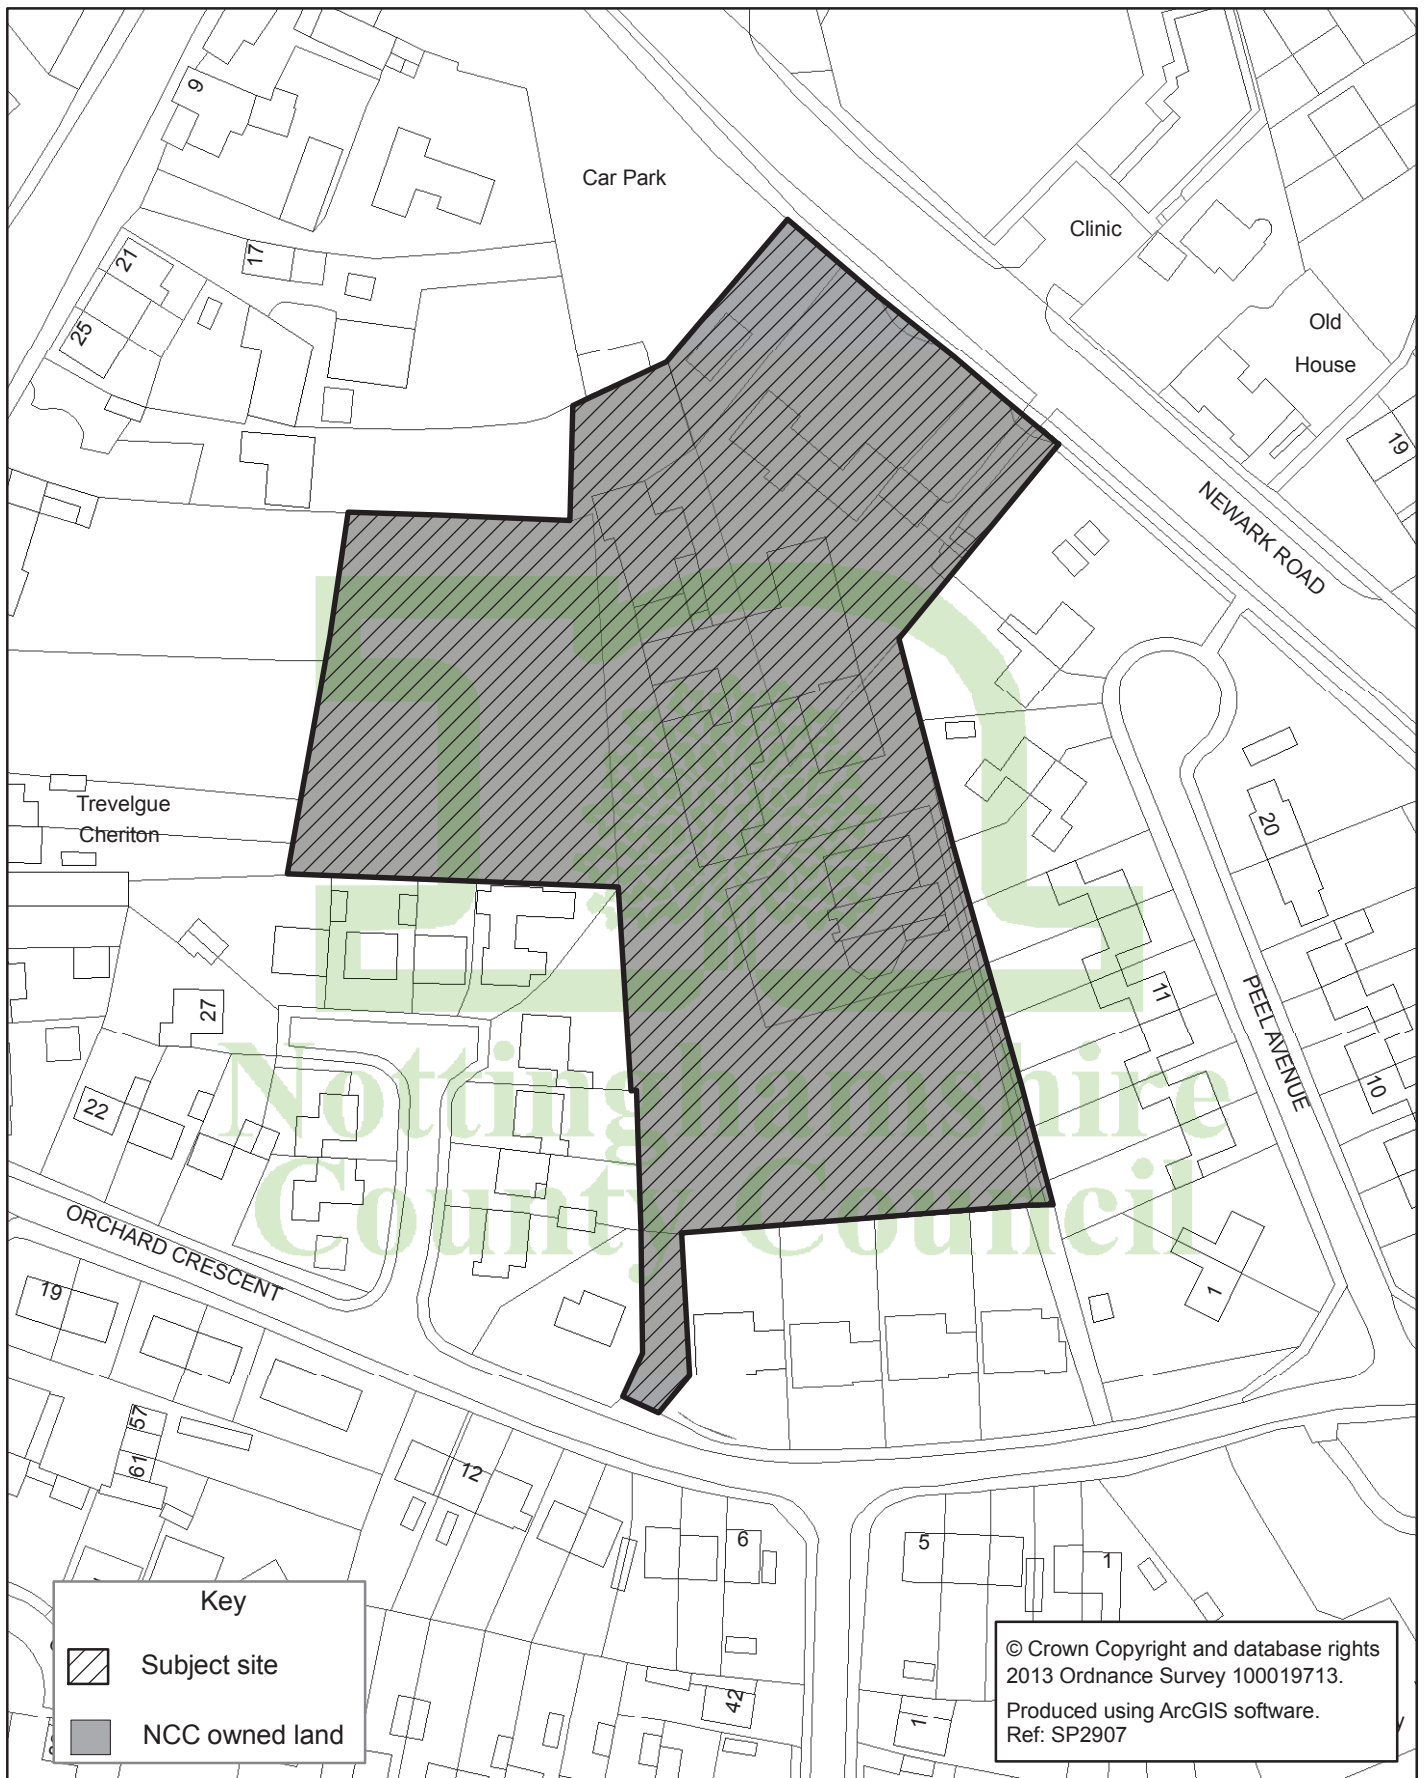 9
Car Park
Clinic
17
21
25
Old
House
19
NEWARK ROAD
Trevelgue
Cheriton
20
27
11
PEEL AVENUE
22
10
Nottinghamshire
County Council
ORCHARD CRESCENT
19
1
57
61
12
6
5
1
42
1
Key
Subject site
NCC owned land
© Crown Copyright and database rights
2013 Ordnance Survey 100019713.
Produced using ArcGIS software.
Ref: SP2907